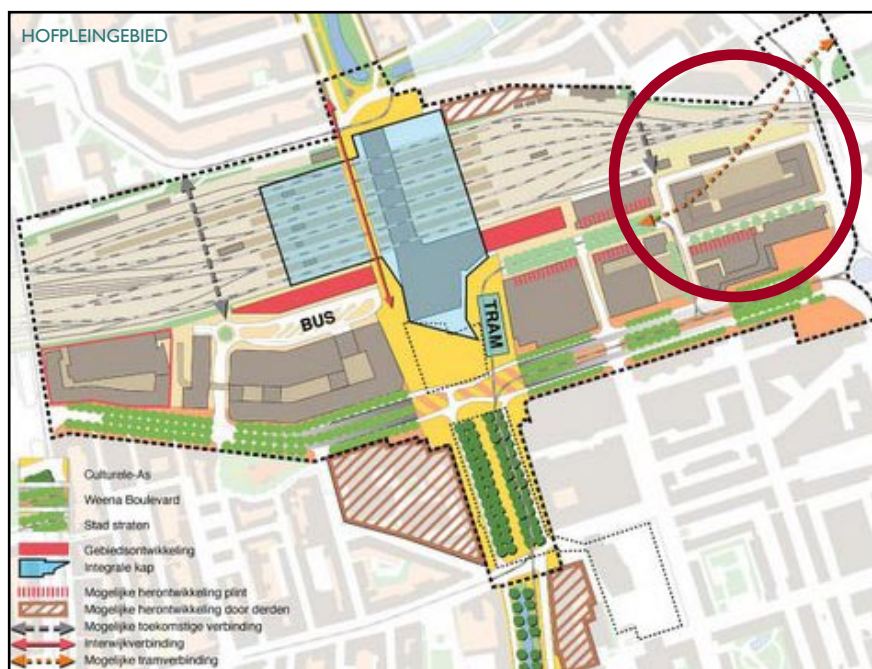 HOFPLEINGEBIED
BUS
TRAM
Culturele-As
Weena Boulevard
Stad straten
Gebiedsontwikkeling
Integrale kap
Mogelijke herontwikkeling plint
Mogelijke herontwikkeling door derden
Mogelijke toekomstige verbinding
Interwijkverbinding
Mogelijke tramverbinding